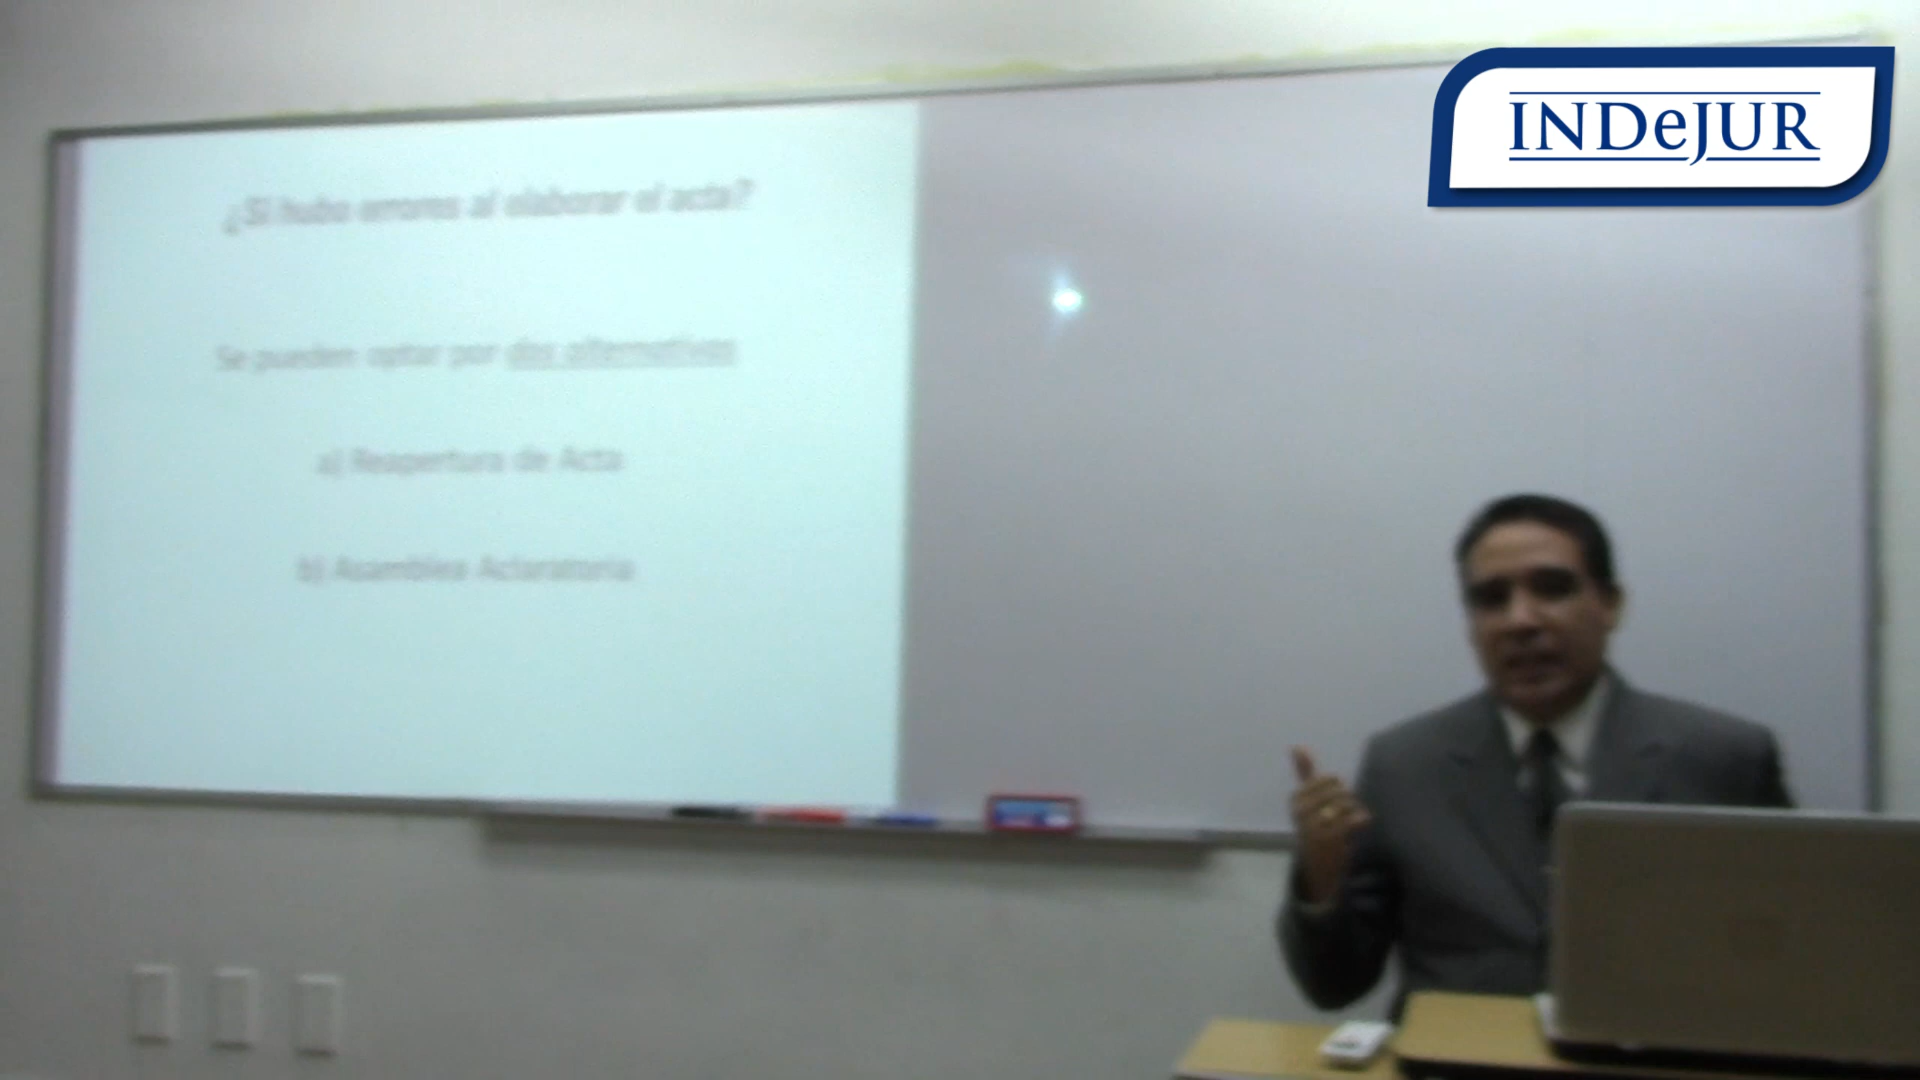 INDeJUR
¿Si hubo errores al elaborar el acta?
Se pueden optar por dos alternativas
a) Reapertura de Acta
b) Asamblea Aclaratoria